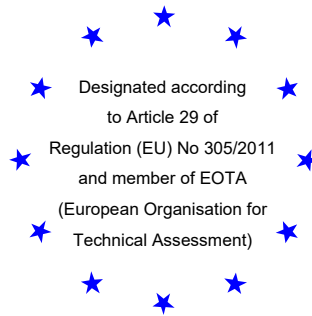 Designated according
to Article 29 of
Regulation (EU) No 305/2011
and member of EOTA
(European Organisation for
Technical Assessment)